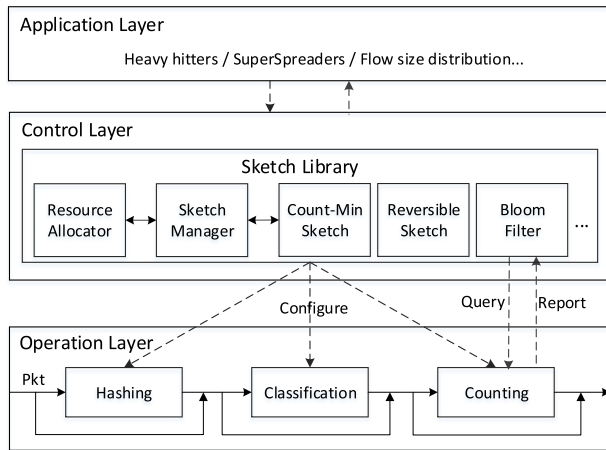 Application Layer
Heavy hitters / SuperSpreaders / Flow size distribution...
Control Layer
Sketch Library
Resource
Allocator
Sketch
Manager
Count-Min
Sketch
Reversible
Sketch
Bloom
Filter
...
Configure
Query
Report
Operation Layer
Pkt
Hashing
Classification
Counting